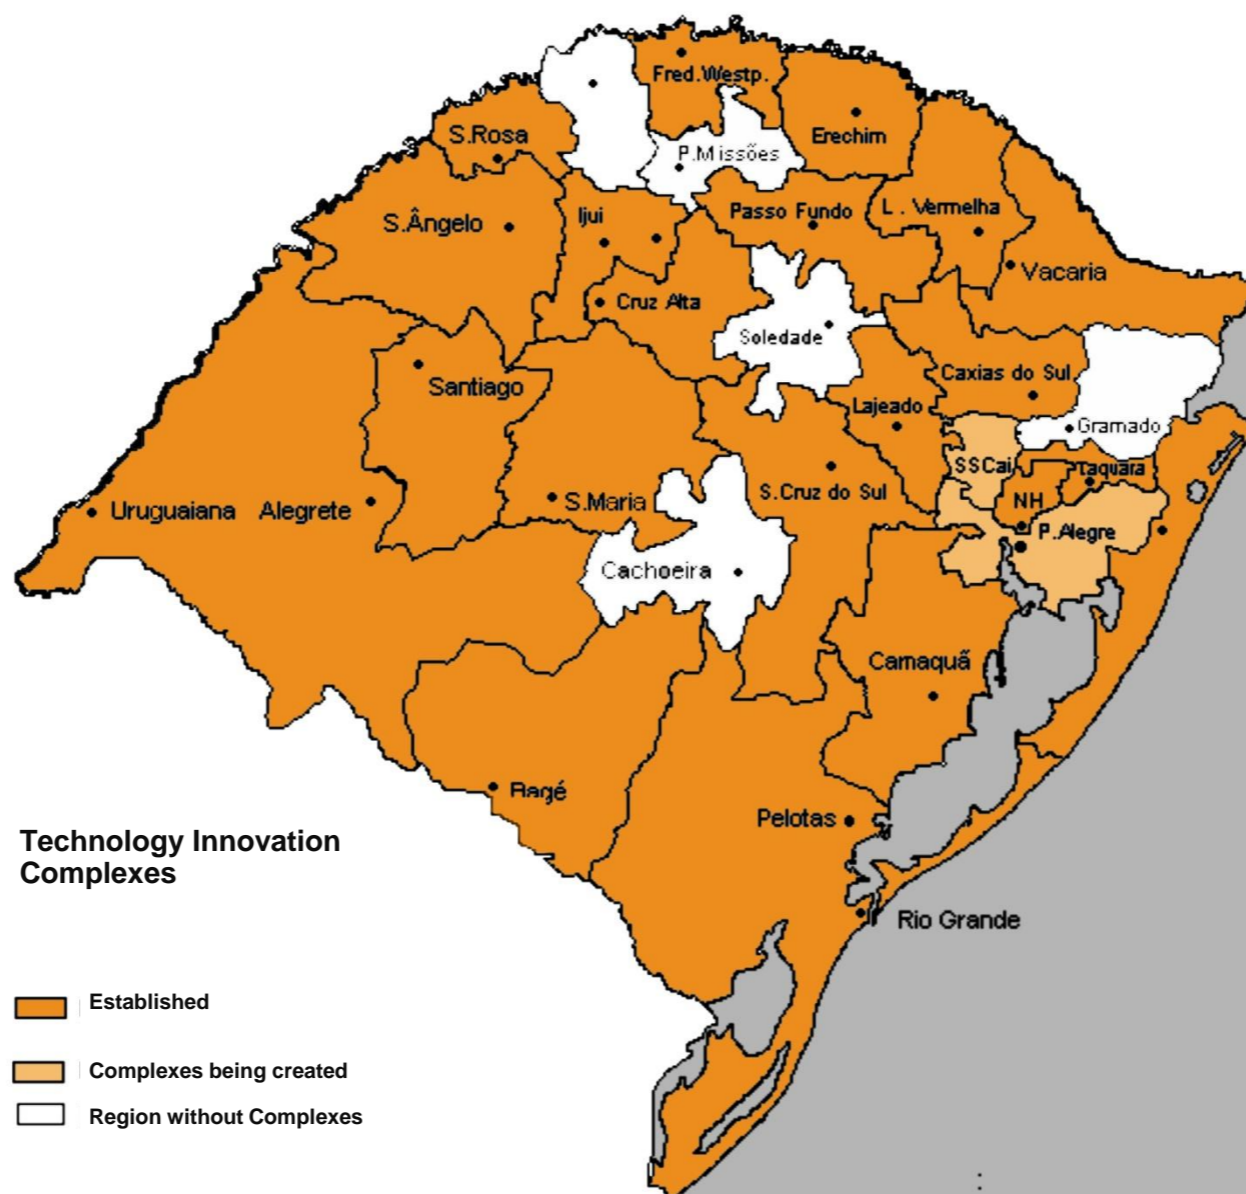 Fred.Westp.
S.Rosa
Erechim
P.Missões
S.Ângelo
Ijui
Passo Fundo
L . Vermelha
Vacaria
Cruz Alta
Soledade
Santiago
Caxias do Sul
Lajeado
Gramado
SSCai
Taquara
Uruguaiana
Alegrete
S.Maria
S.Cruz do Sul
NH
P.Alegre
Cachoeira
Camaquã
Bagé
Pelotas
Technology Innovation
Complexes
Rio Grande
Established
Complexes being created
Region without Complexes